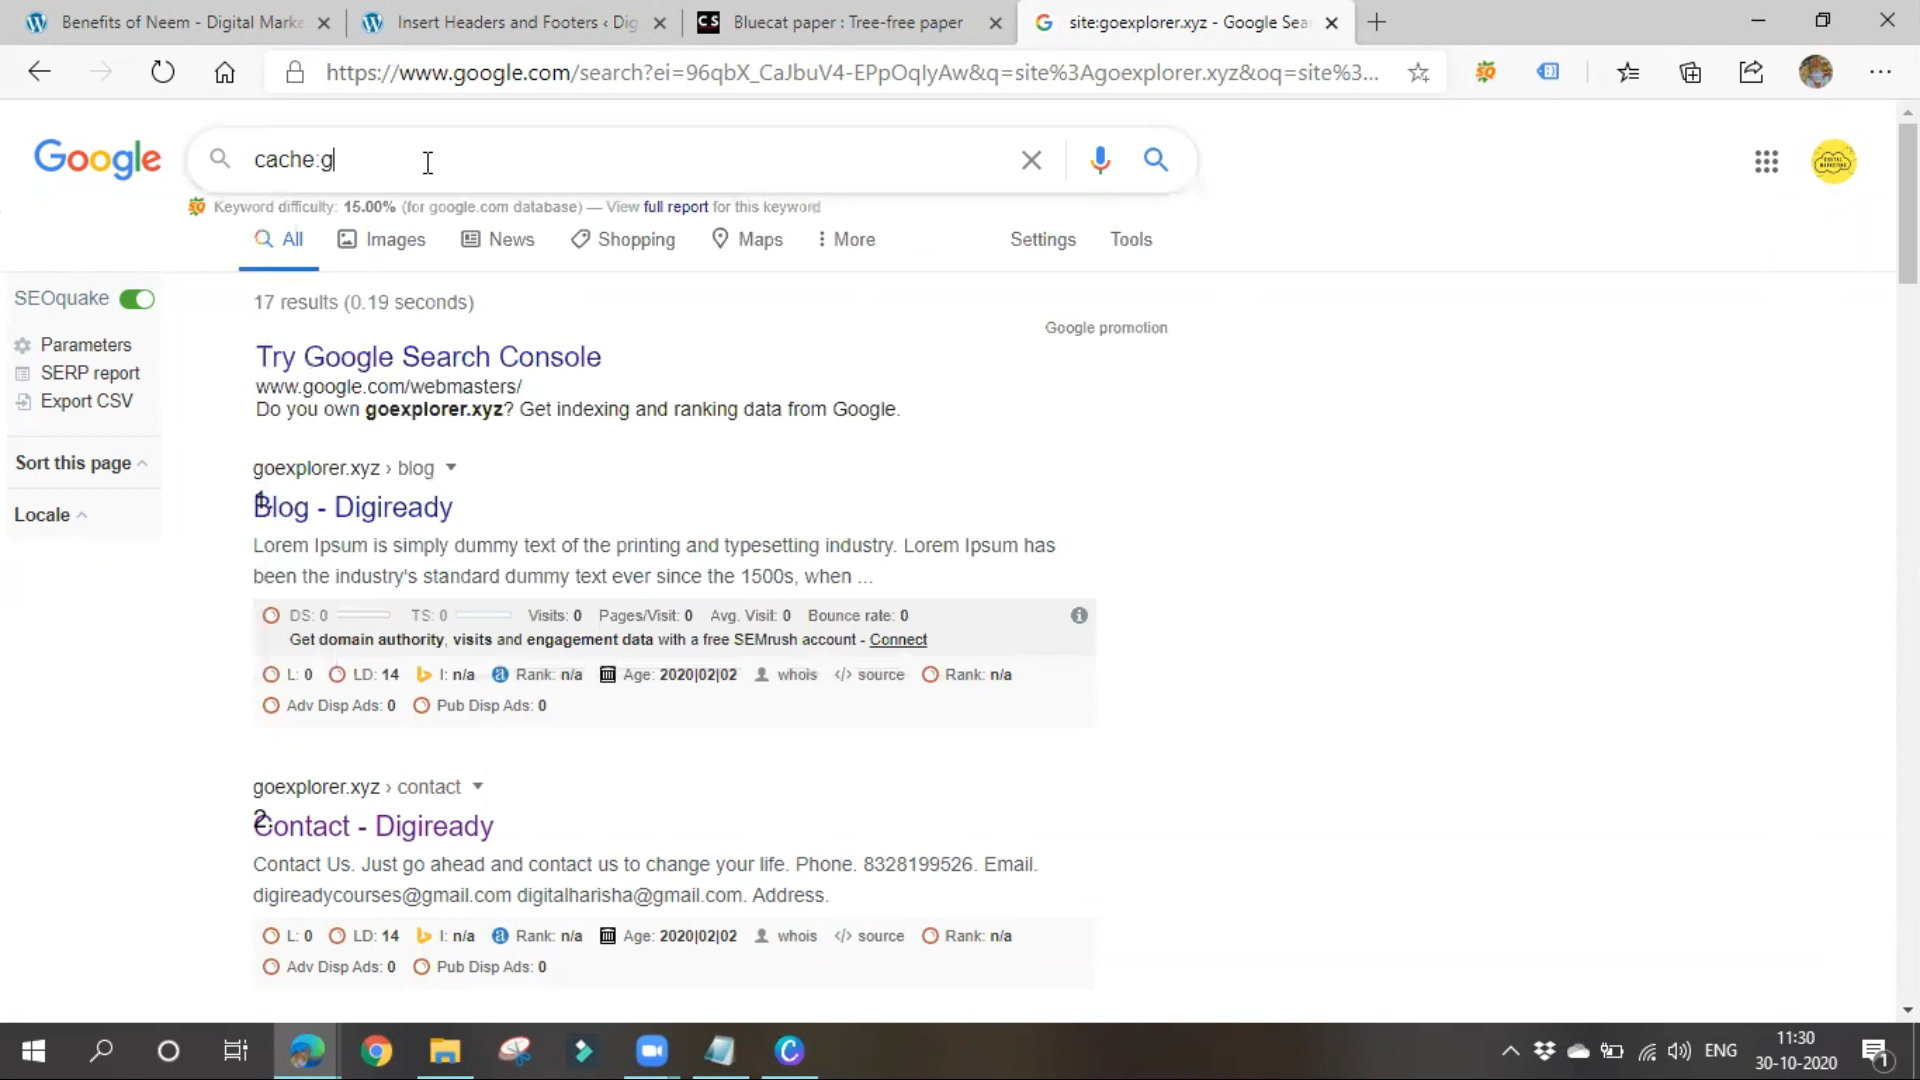 Benefits of Neem - Digital Marke
Insert Headers and Footers ‹ Dig
CS
Bluecat paper : Tree-free paper
site:goexplorer.xyz - Google Sea
https://www.google.com/search?ei=96qbX_CaJbuV4-EPpOqIyAw&q=site%3Agoexplorer.xyz&oq=site%3...
Google
cache:g
Keyword difficulty: 15.00% (for google.com database) — View full report for this keyword
All
Images
News
Shopping
Maps
More
Settings
Tools
SEOquake
Parameters
SERP report
Export CSV
Sort this page
Locale
17 results (0.19 seconds)
Google promotion
Try Google Search Console
www.google.com/webmasters/
Do you own goexplorer.xyz? Get indexing and ranking data from Google.
goexplorer.xyz › blog
1.
Blog - Digiready
Lorem Ipsum is simply dummy text of the printing and typesetting industry. Lorem Ipsum has
been the industry's standard dummy text ever since the 1500s, when ...
DS: 0 TS: 0 Visits: 0 Pages/Visit: 0 Avg. Visit: 0 Bounce rate: 0
Get domain authority, visits and engagement data with a free SEMrush account - Connect
L: 0 LD: 14 I: n/a Rank: n/a Age: 2020|02|02 whois </> source Rank: n/a
Adv Disp Ads: 0 Pub Disp Ads: 0
goexplorer.xyz › contact
2.
Contact - Digiready
Contact Us. Just go ahead and contact us to change your life. Phone. 8328199526. Email.
digireadycourses@gmail.com digitalharisha@gmail.com. Address.
L: 0 LD: 14 I: n/a Rank: n/a Age: 2020|02|02 whois </> source Rank: n/a
Adv Disp Ads: 0 Pub Disp Ads: 0
ENG
11:30
30-10-2020
1